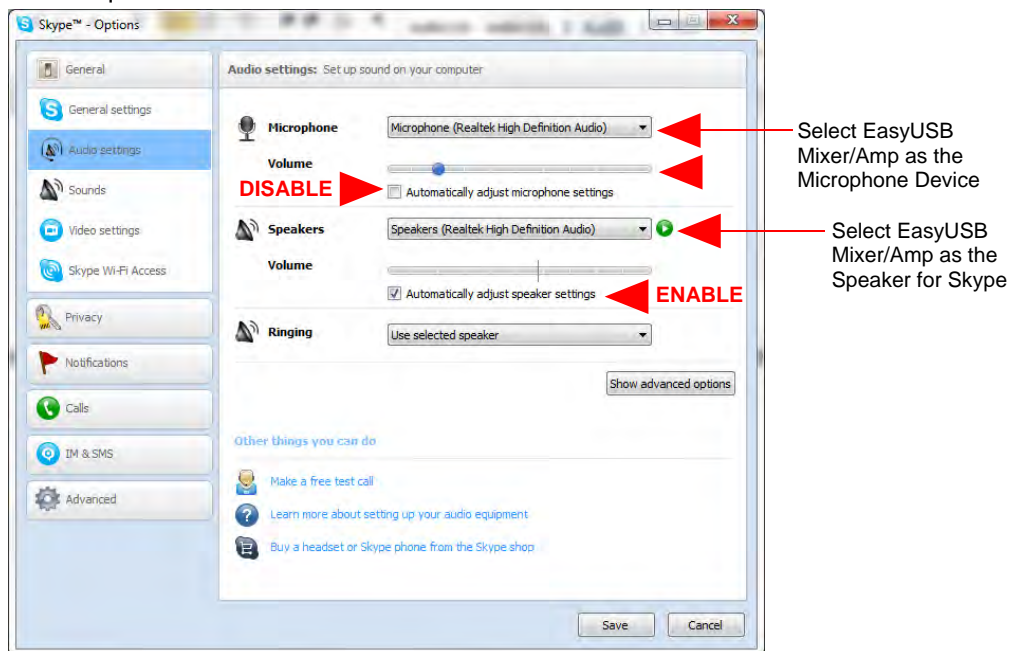 Skype™ - Options
General
General settings
Audio settings
Sounds
Video settings
Skype Wi-Fi Access
Privacy
Notifications
Calls
IM & SMS
Advanced
Audio settings: Set up sound on your computer
Microphone
Microphone (Realtek High Definition Audio)
Volume
DISABLE
Automatically adjust microphone settings
Speakers
Speakers (Realtek High Definition Audio)
Volume
Automatically adjust speaker settings
ENABLE
Ringing
Use selected speaker
Show advanced options
Other things you can do
Make a free test call
Learn more about setting up your audio equipment
Buy a headset or Skype phone from the Skype shop
Save
Cancel
Select EasyUSB
Mixer/Amp as the
Microphone Device
Select EasyUSB
Mixer/Amp as the
Speaker for Skype